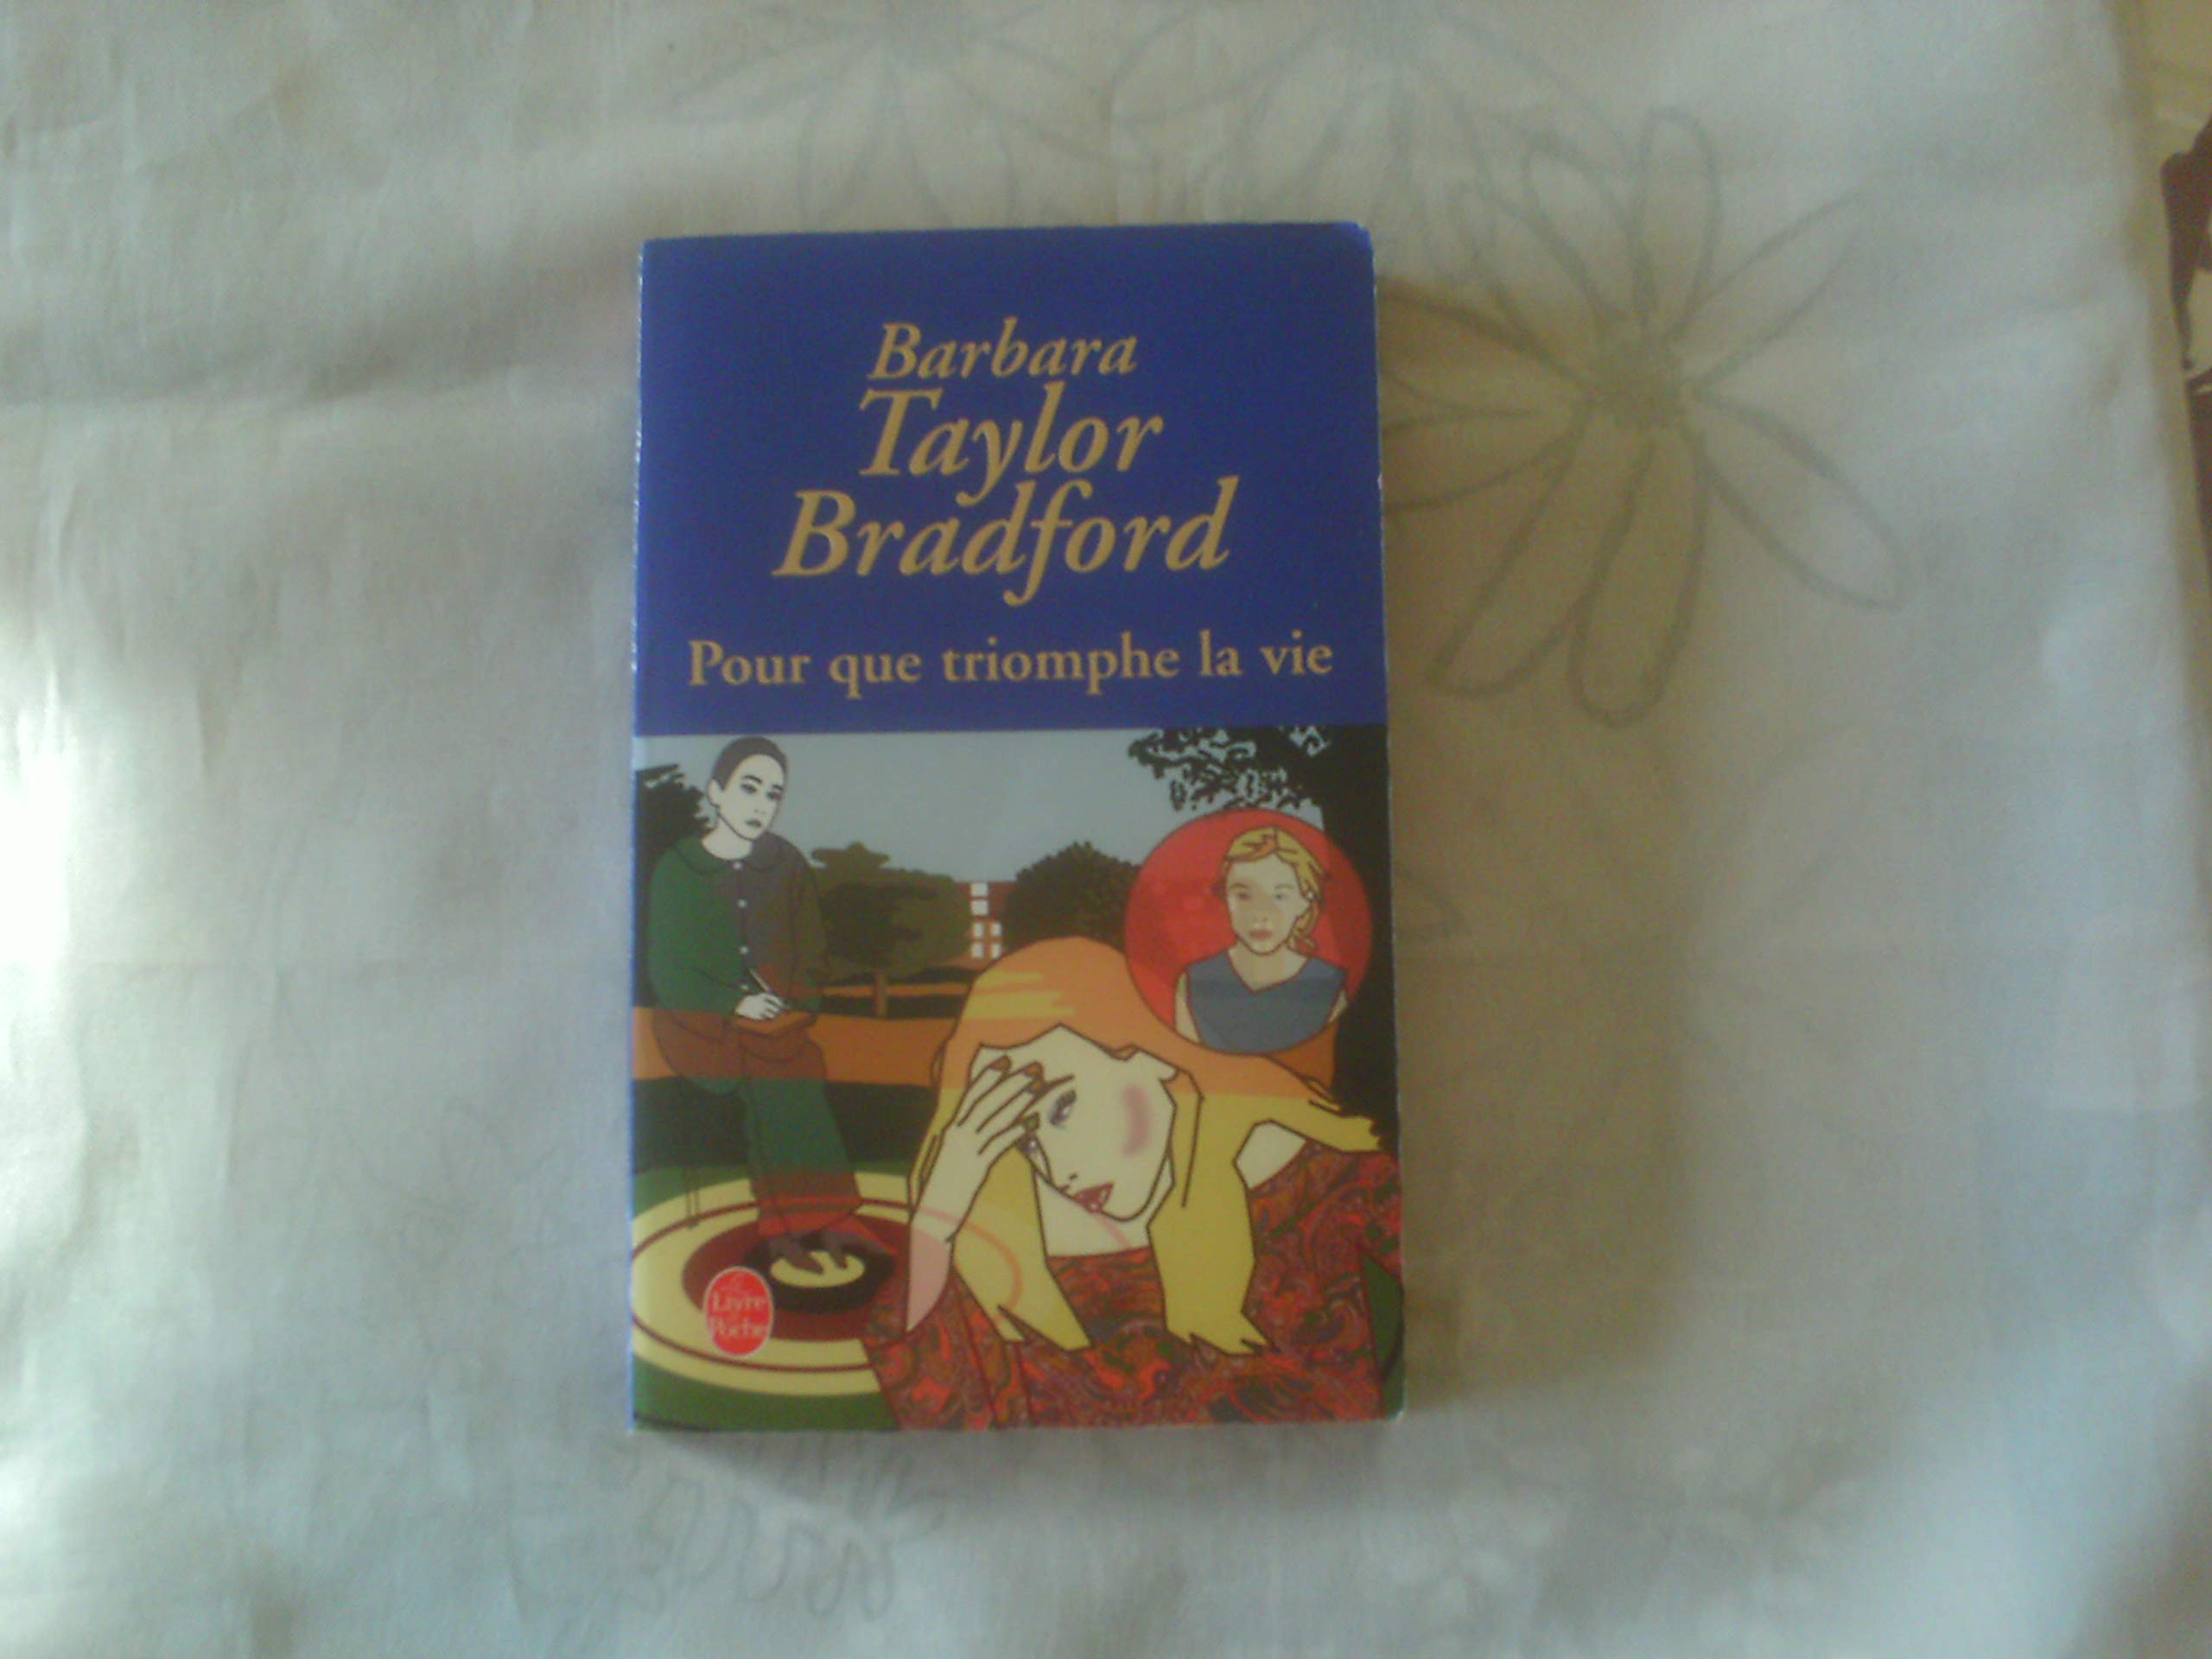 Barbara
Taylor
Bradford
Pour que triomphe la vie
Le
Livre
de
Poche